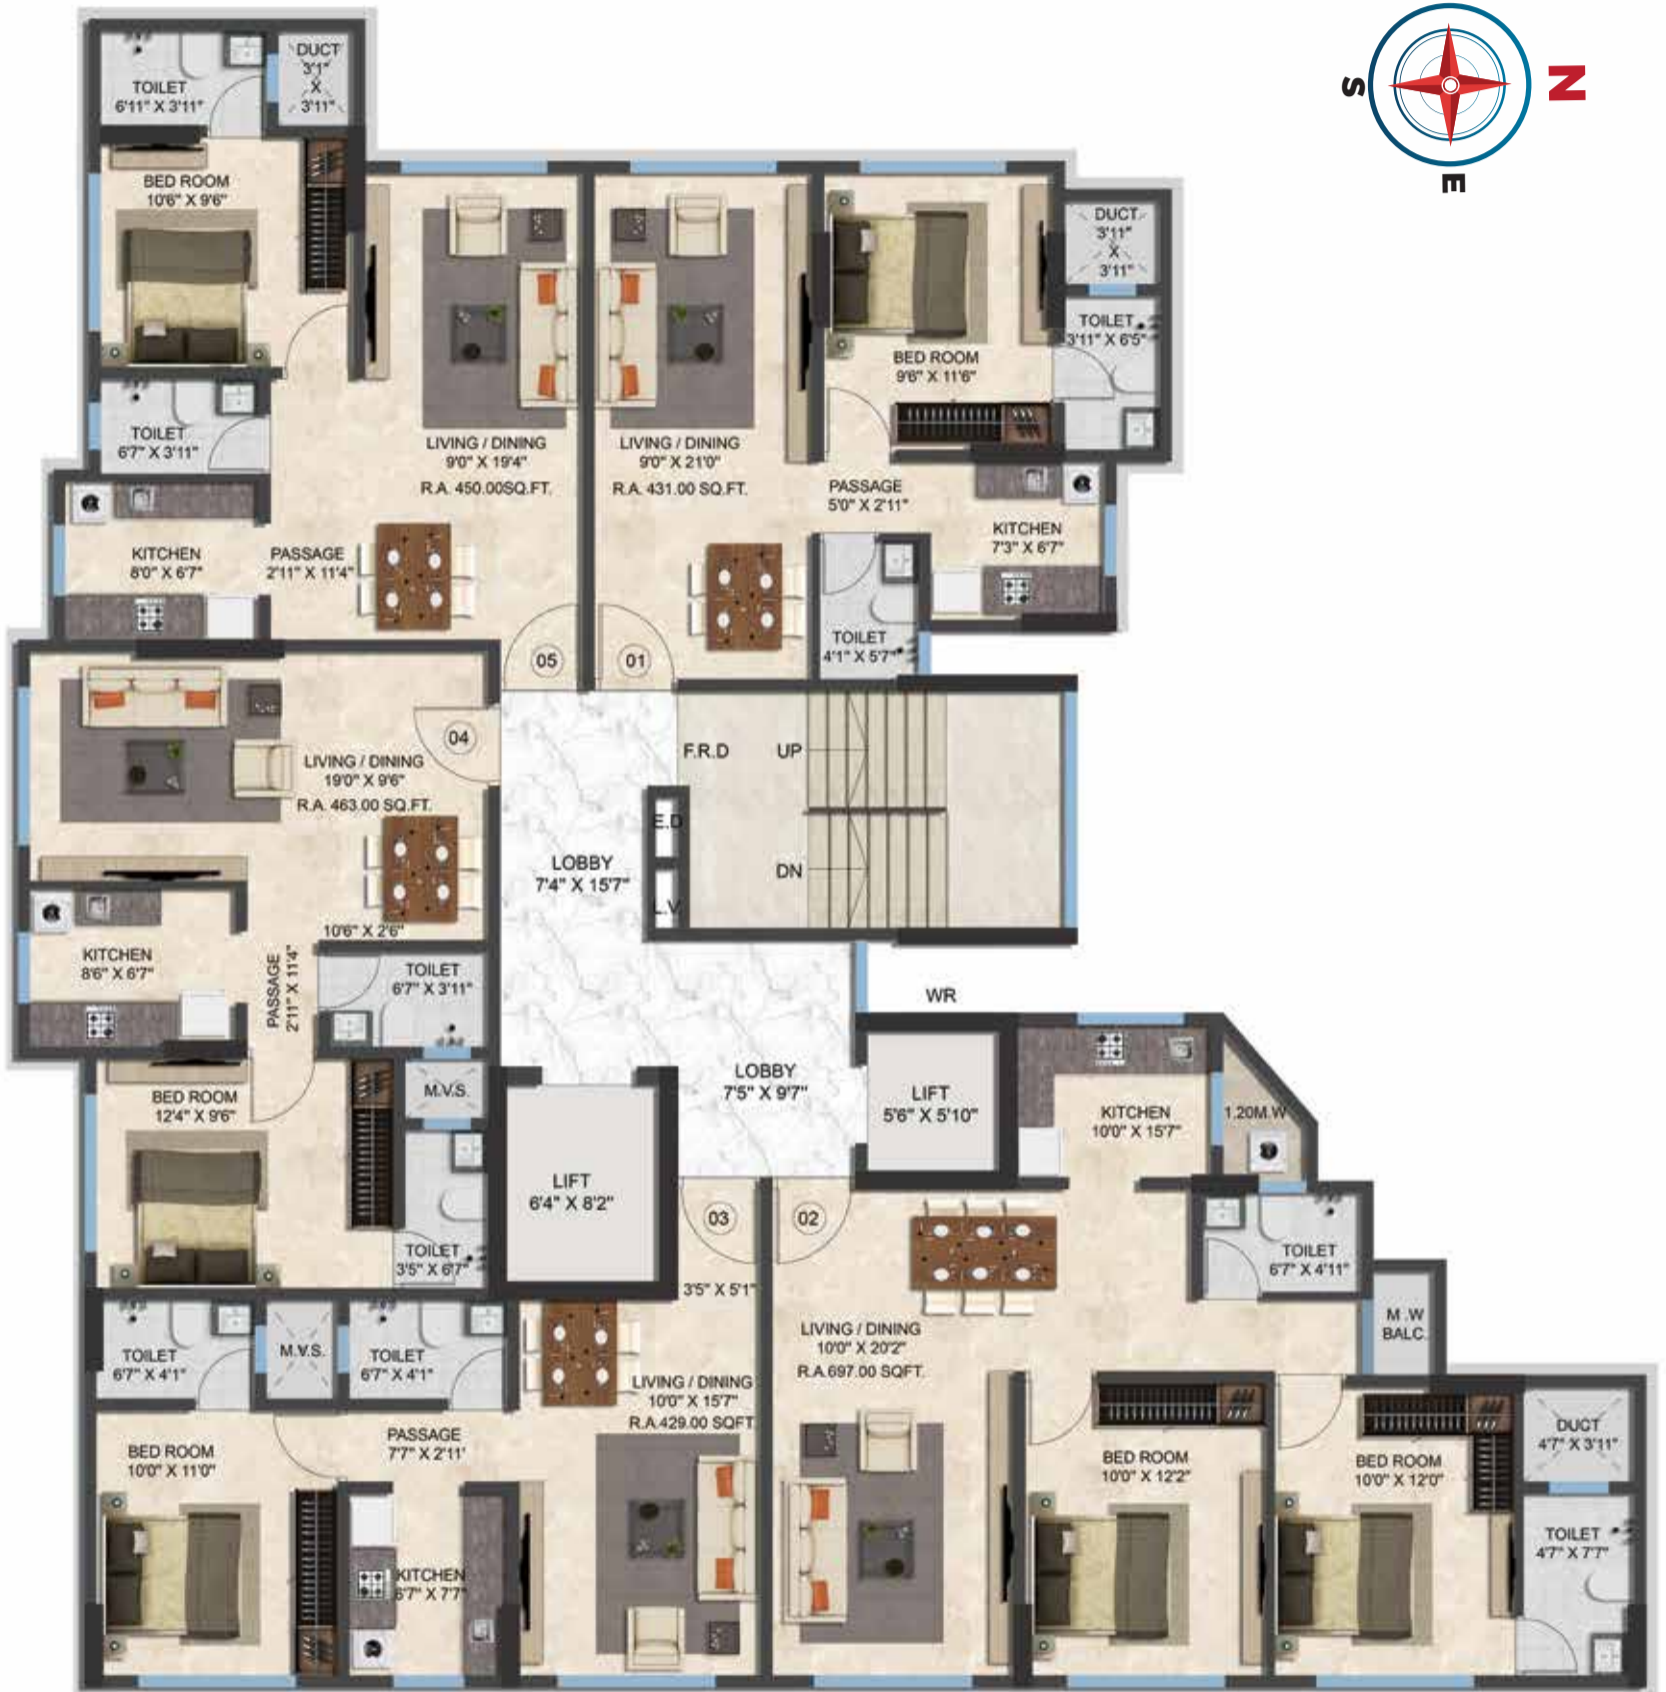 S
N
E
TOILET
6'11" X 3'11"
DUCT
3'1"
X
3'11"
BED ROOM
10'6" X 9'6"
TOILET
6'7" X 3'11"
KITCHEN
8'0" X 6'7"
PASSAGE
2'11" X 11'4"
LIVING / DINING
9'0" X 19'4"
R.A. 450.00SQ.FT.
05
LIVING / DINING
9'0" X 21'0"
R.A. 431.00 SQ.FT.
01
BED ROOM
9'6" X 11'6"
DUCT
3'11"
X
3'11"
TOILET
3'11" X 6'5"
PASSAGE
5'0" X 2'11"
KITCHEN
7'3" X 6'7"
TOILET
4'1" X 5'7"
04
LIVING / DINING
19'0" X 9'6"
R.A. 463.00 SQ.FT.
10'6" X 2'6"
KITCHEN
8'6" X 6'7"
PASSAGE
2'11" X 11'4"
TOILET
6'7" X 3'11"
M.V.S.
BED ROOM
12'4" X 9'6"
TOILET
3'5" X 6'7"
F.R.D
UP
DN
E.D
L.V
LOBBY
7'4" X 15'7"
LOBBY
7'5" X 9'7"
WR
LIFT
5'6" X 5'10"
LIFT
6'4" X 8'2"
KITCHEN
10'0" X 15'7"
1.20M.W
03
02
3'5" X 5'1"
TOILET
6'7" X 4'11"
M .W
BALC.
LIVING / DINING
10'0" X 20'2"
R.A.697.00 SQFT.
TOILET
6'7" X 4'1"
M.V.S.
TOILET
6'7" X 4'1"
LIVING / DINING
10'0" X 15'7"
R.A.429.00 SQFT
PASSAGE
7'7" X 2'11'
BED ROOM
10'0" X 11'0"
KITCHEN
6'7" X 7'7"
BED ROOM
10'0" X 12'2"
BED ROOM
10'0" X 12'0"
DUCT
4'7" X 3'11"
TOILET
4'7" X 7'7"